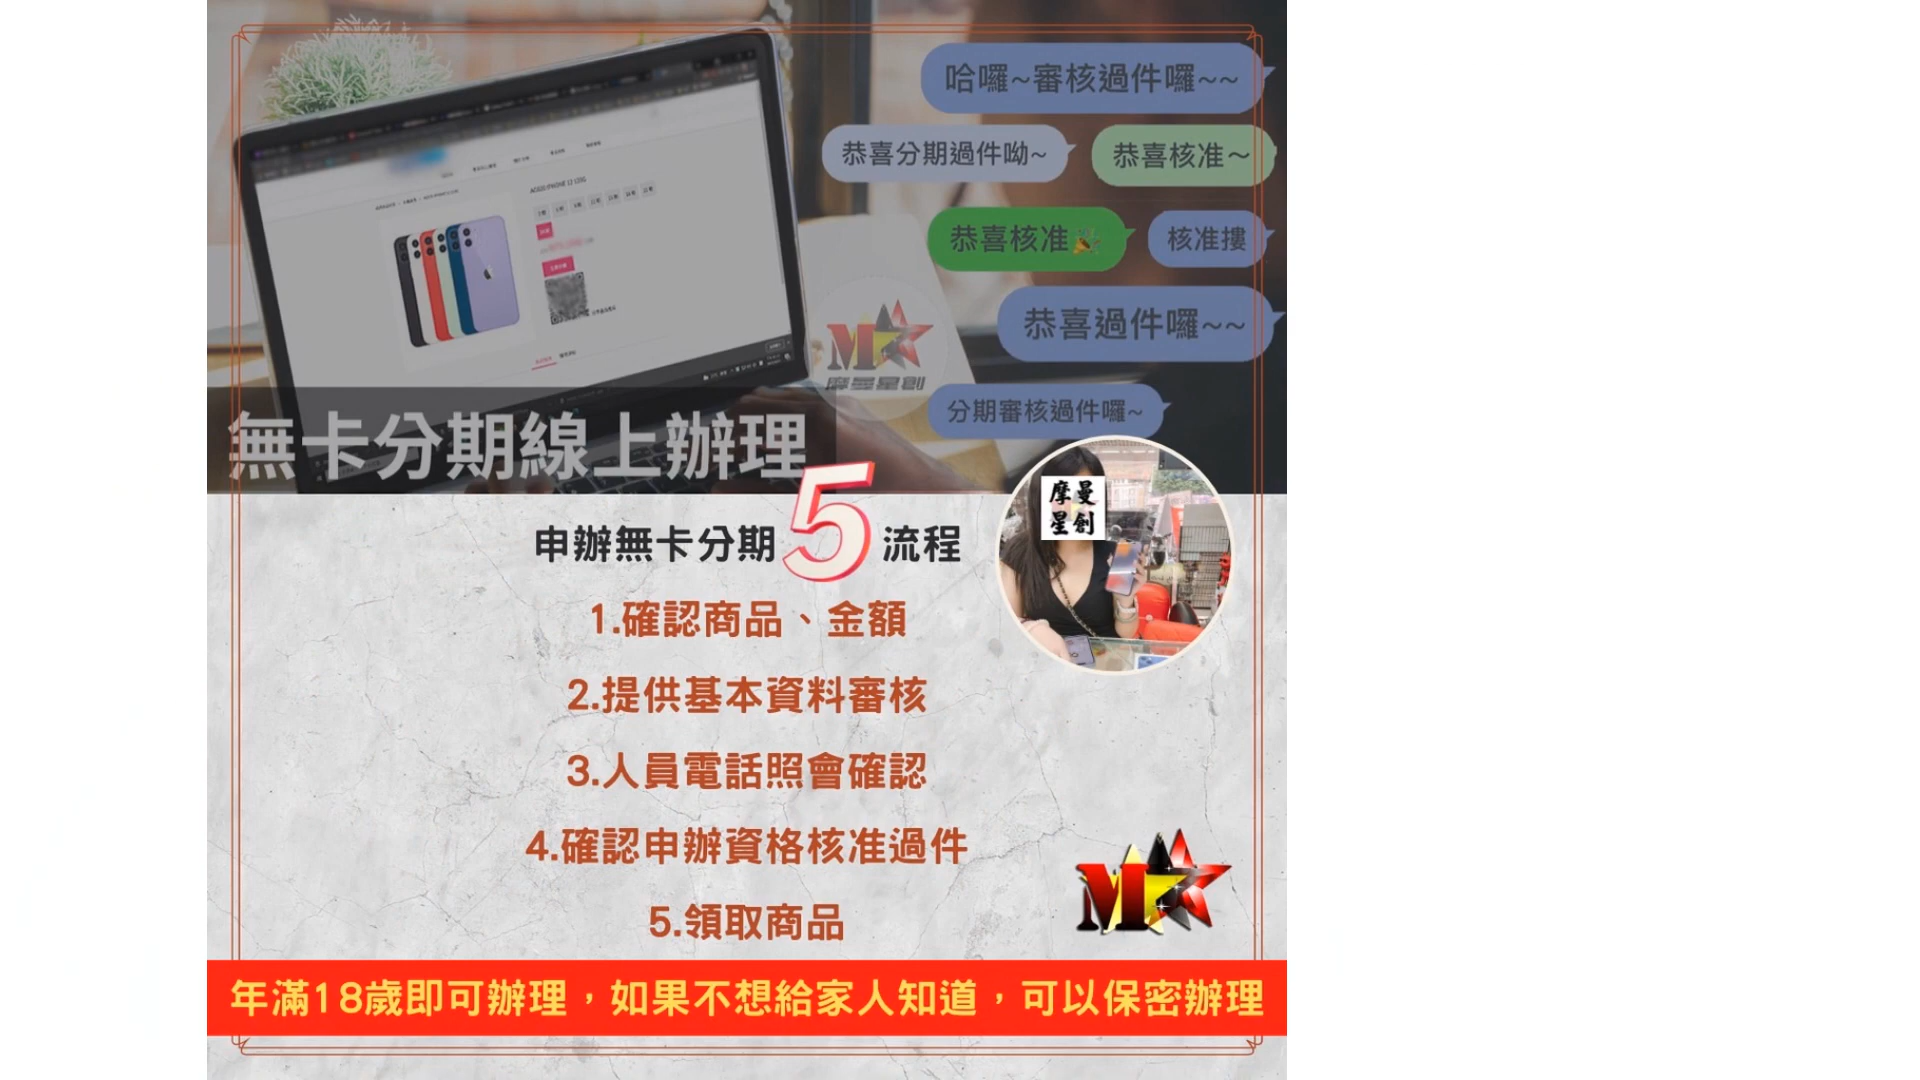 哈囉~審核過件囉~~
恭喜分期過件呦~
恭喜核准～
恭喜核准
核准摟
恭喜過件囉~~
分期審核過件囉~
摩曼星創
無卡分期線上辦理
摩曼
星創
申辦無卡分期5流程
1.確認商品、金額
2.提供基本資料審核
3.人員電話照會確認
4.確認申辦資格核准過件
5.領取商品
M
年滿18歲即可辦理，如果不想給家人知道，可以保密辦理